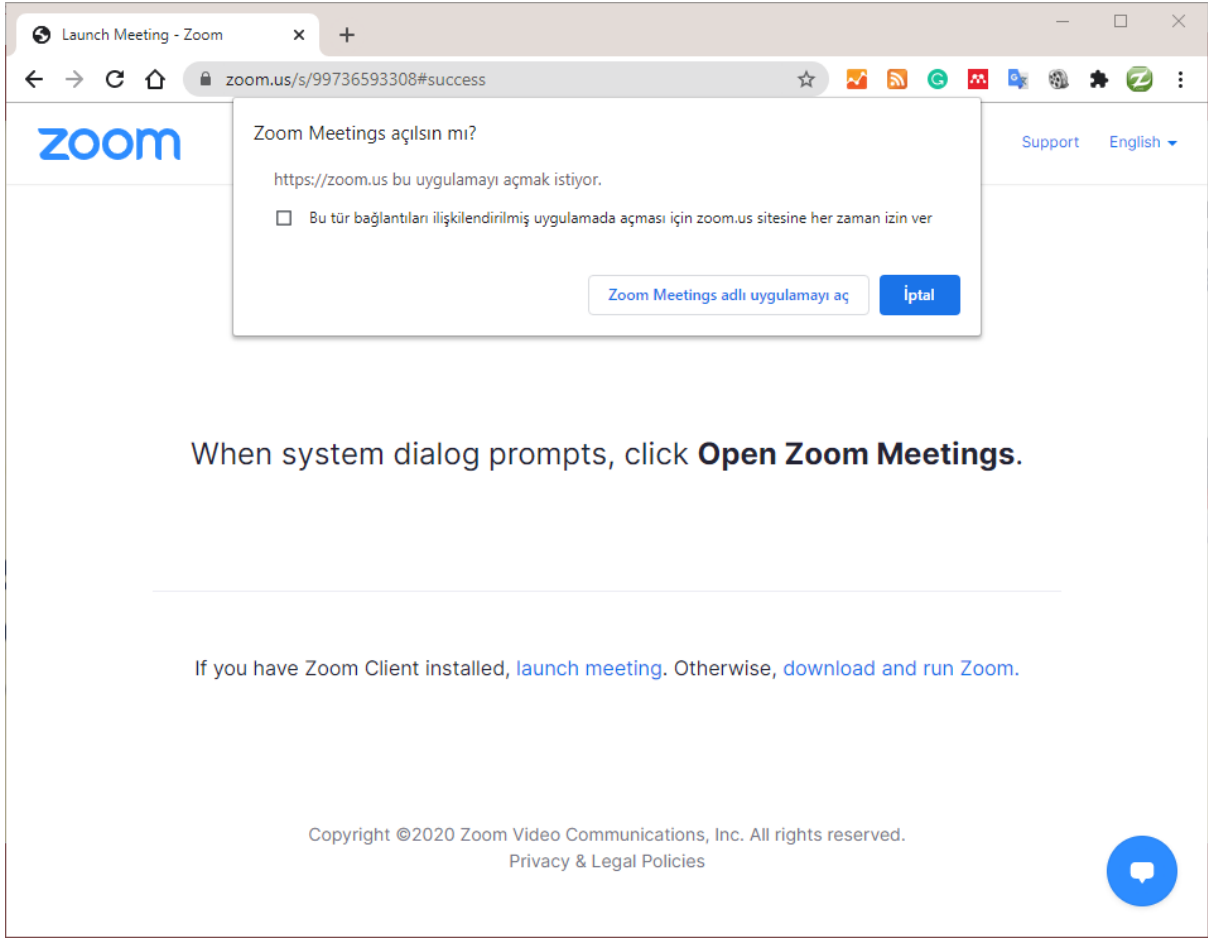 Launch Meeting - Zoom
zoom.us/s/99736593308#success
zoom
Support English
Zoom Meetings açılsın mı?
https://zoom.us bu uygulamayı açmak istiyor.
Bu tür bağlantıları ilişkilendirilmiş uygulamada açması için zoom.us sitesine her zaman izin ver
Zoom Meetings adlı uygulamayı aç İptal
When system dialog prompts, click Open Zoom Meetings.
If you have Zoom Client installed, launch meeting. Otherwise, download and run Zoom.
Copyright ©2020 Zoom Video Communications, Inc. All rights reserved.
Privacy & Legal Policies